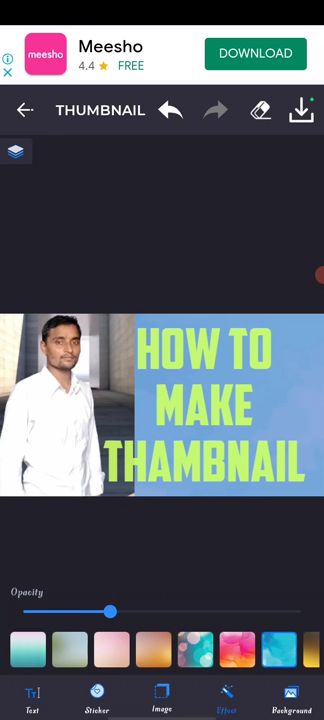 meesho
Meesho
4.4 ★ FREE
DOWNLOAD
THUMBNAIL
HOW TO
MAKE
THAMBNAIL
Opacity
Text Sticker Image Effect Background